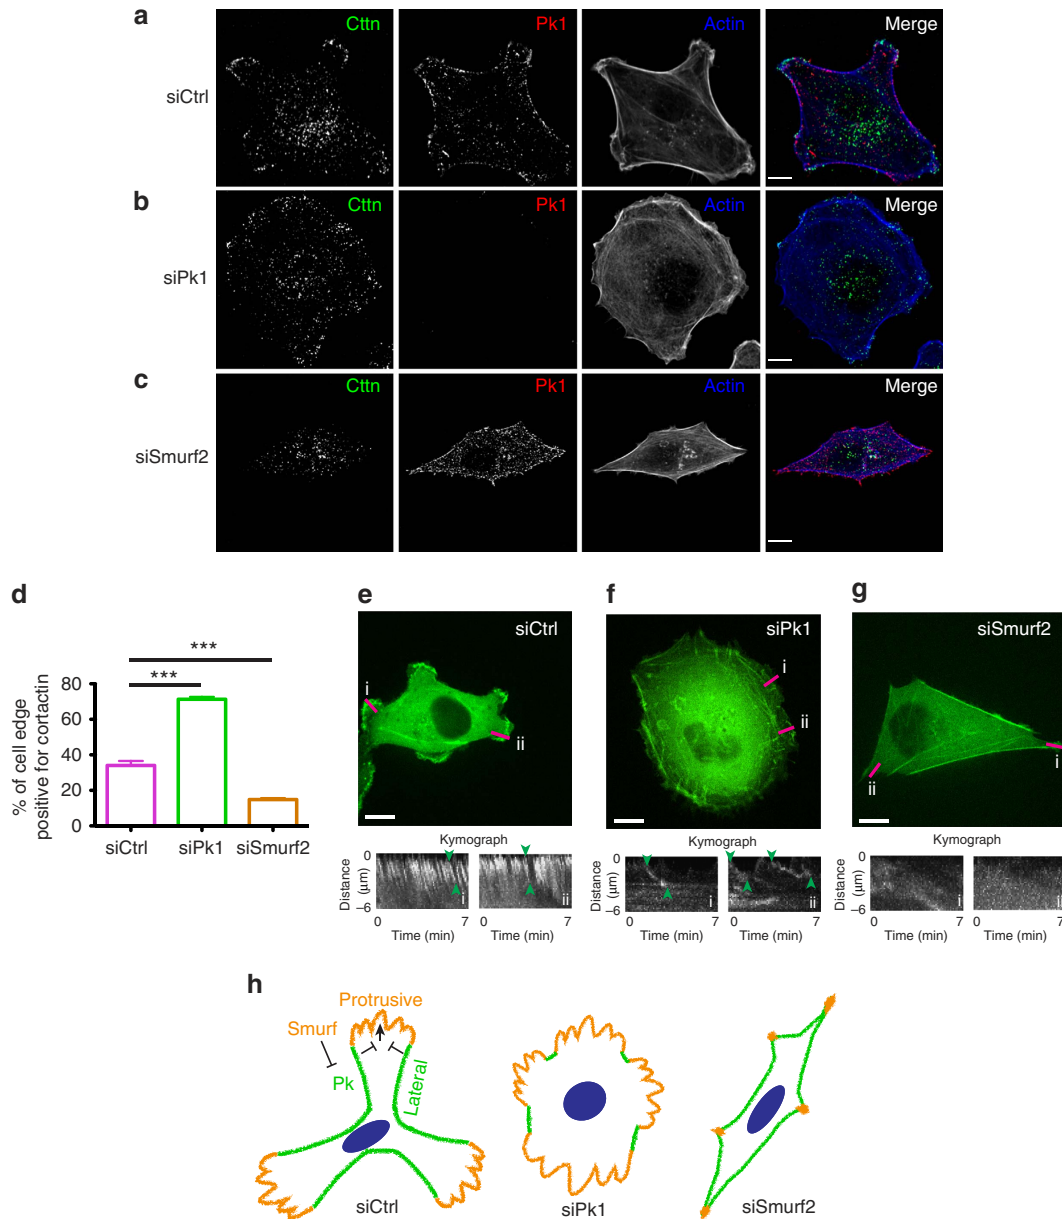 a
Cttn Pk1 Actin Merge
siCtrl
b
Cttn Pk1 Actin Merge
siPk1
c
Cttn Pk1 Actin Merge
siSmurf2
d
% of cell edge
positive for cortactin
80
60
40
20
0
***
***
siCtrl siPk1 siSmurf2
e
siCtrl
i
ii
Kymograph
Distance
(μm)
0
–6
i
ii
0 7 0 7
Time (min) Time (min)
f
siPk1
i
ii
Kymograph
Distance
(μm)
0
–6
i
ii
0 7 0 7
Time (min) Time (min)
g
siSmurf2
i
ii
Kymograph
Distance
(μm)
0
–6
i
ii
0 7 0 7
Time (min) Time (min)
h
Protrusive
Smurf
Pk
Lateral
siCtrl
siPk1
siSmurf2